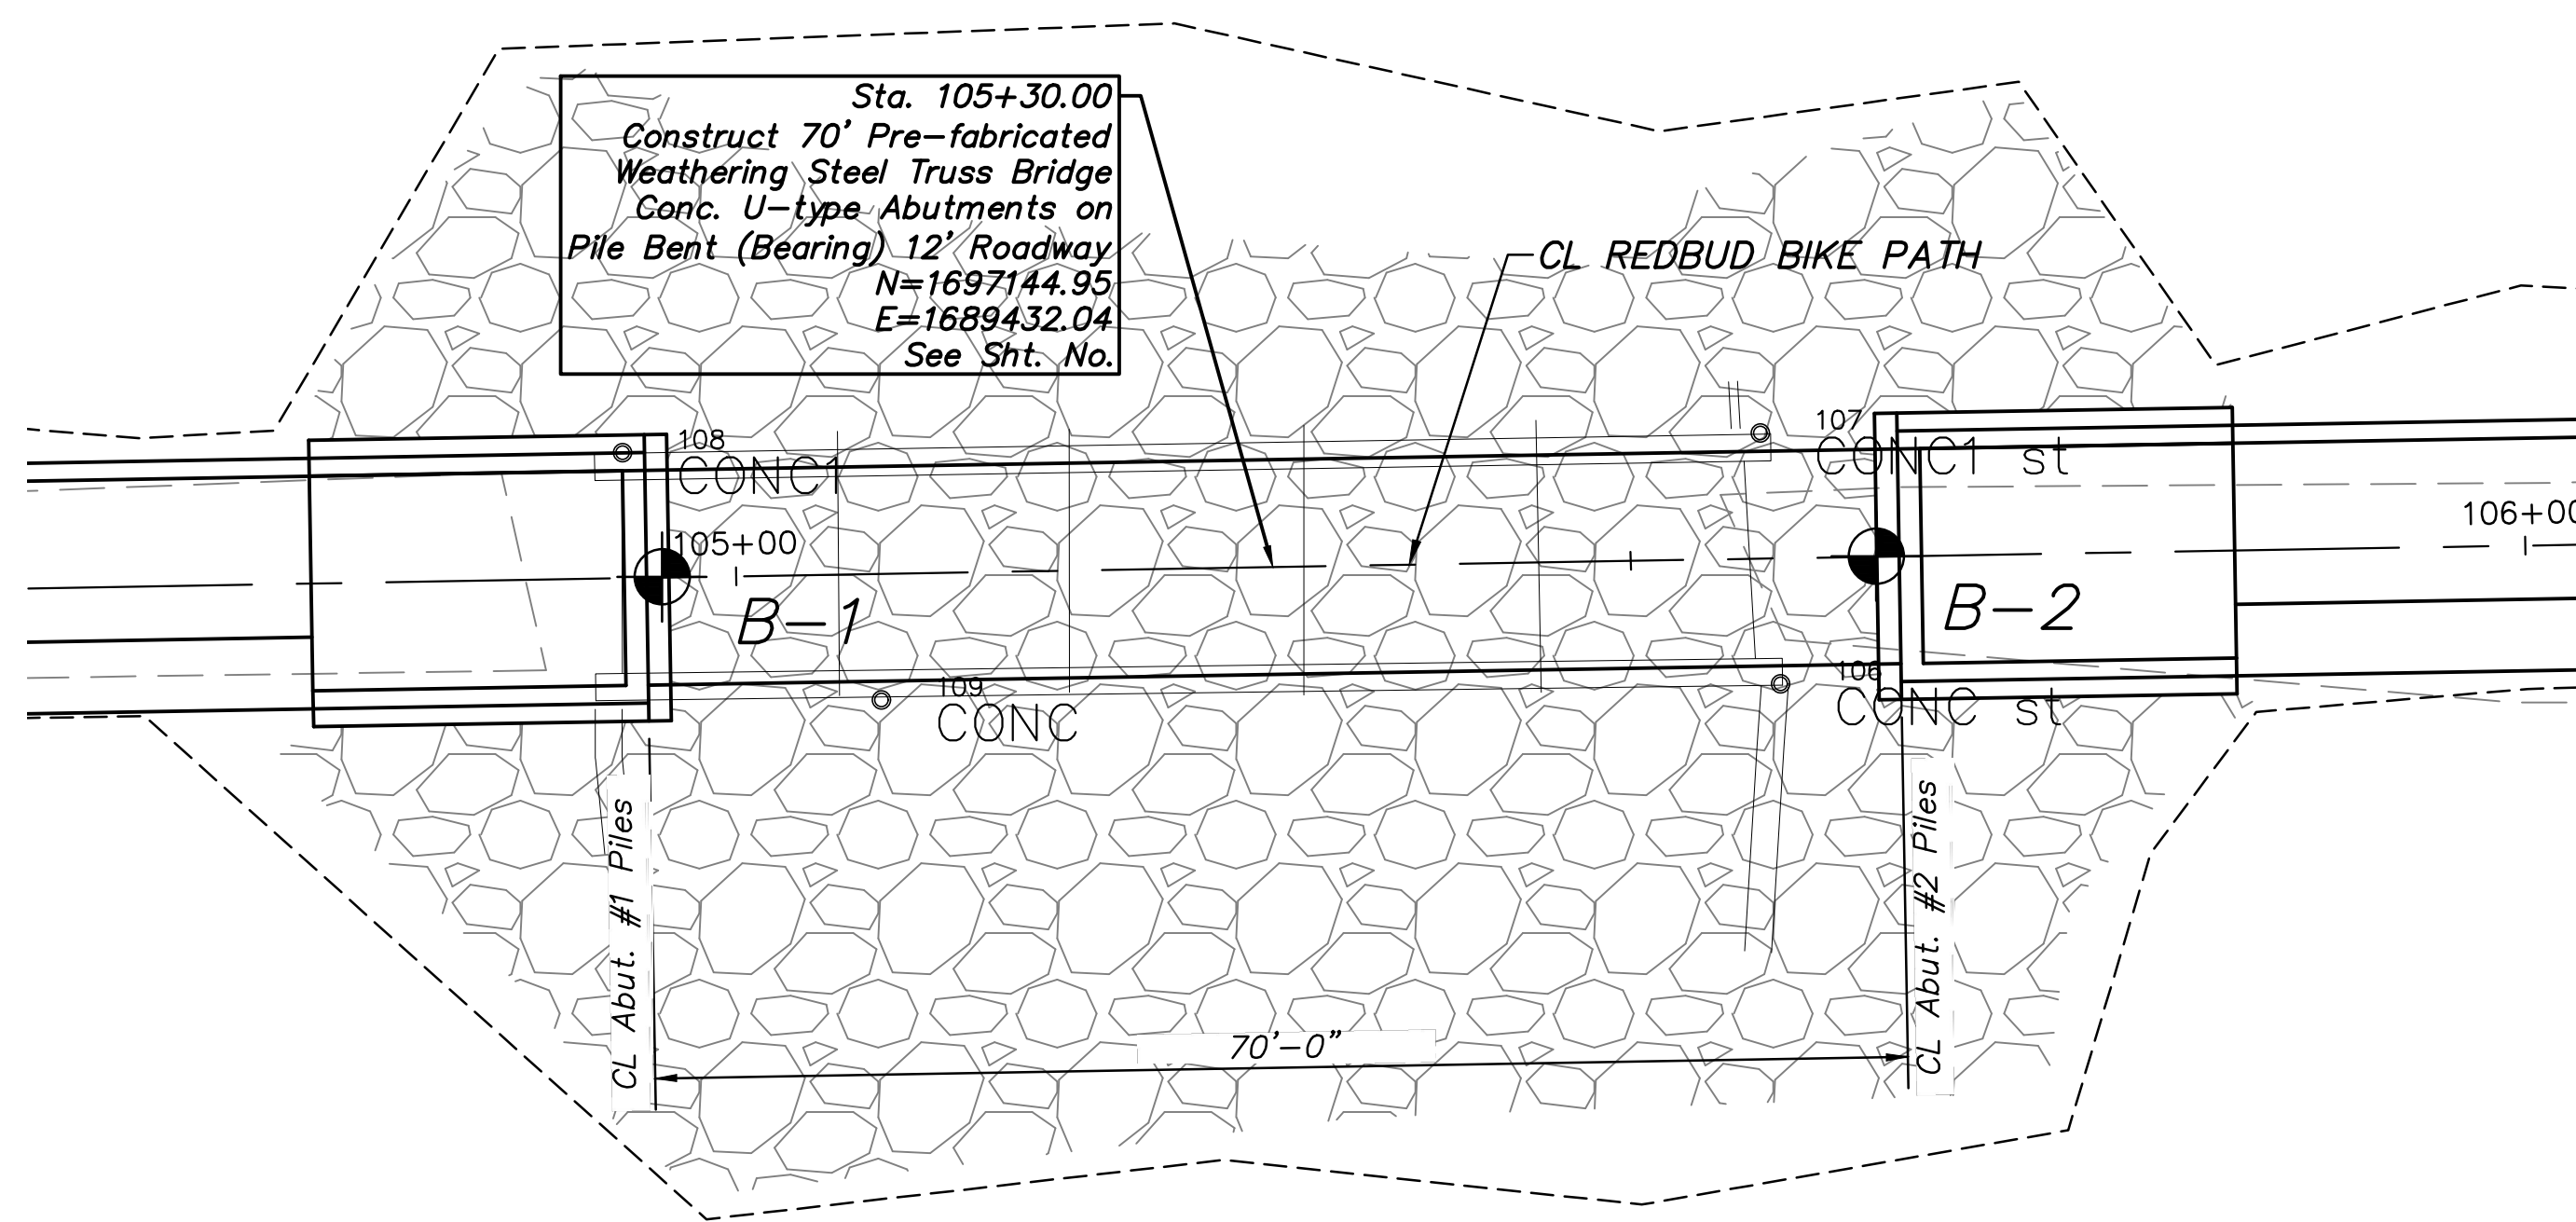 Sta. 105+30.00
Construct 70' Pre-fabricated
Weathering Steel Truss Bridge
Conc. U-type Abutments on
Pile Bent (Bearing) 12' Roadway
N=1697144.95
E=1689432.04
See Sht. No.
CL REDBUD BIKE PATH
107
CONC1 st
108
CONC1
106+00
105+00
B-1
B-2
109
CONC
106
CONC st
CL Abut. #1 Piles
CL Abut. #2 Piles
70'-0"